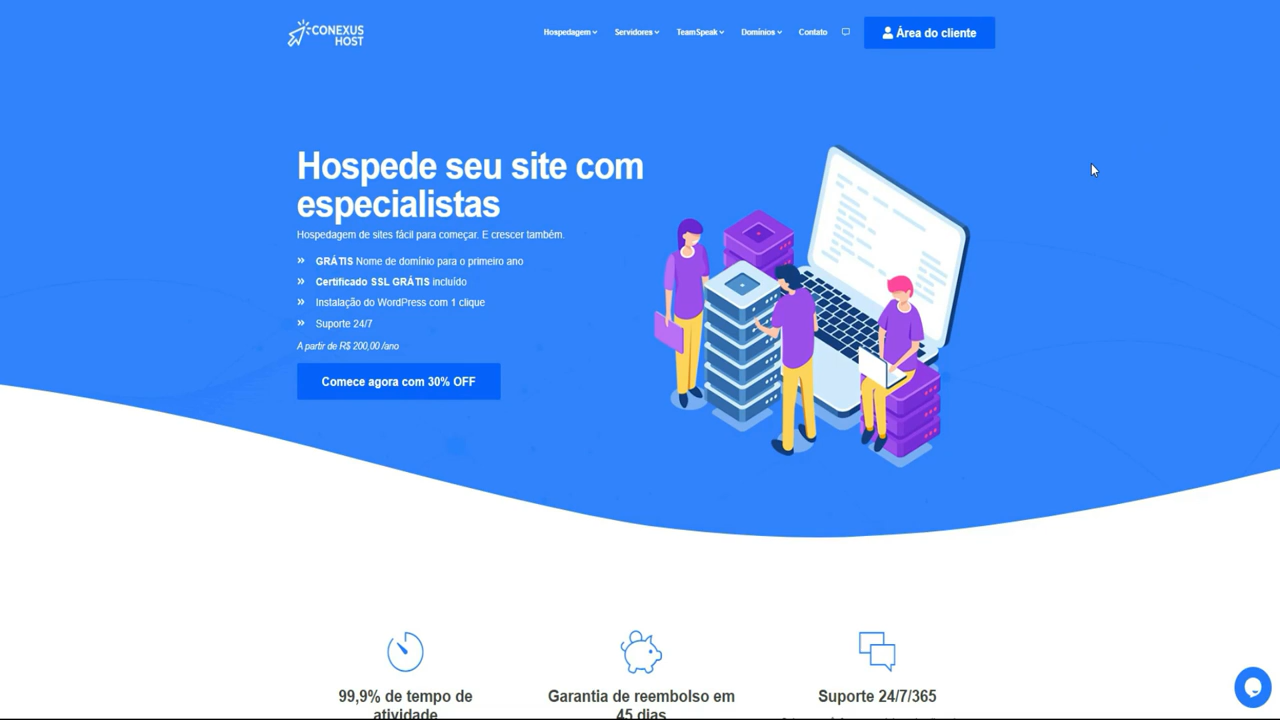 CONEXUS
HOST
Hospedagem
Servidores
TeamSpeak
Domínios
Contato
Área do cliente
Hospede seu site com
especialistas
Hospedagem de sites fácil para começar. E crescer também.
» GRÁTIS Nome de domínio para o primeiro ano
» Certificado SSL GRÁTIS incluído
» Instalação do WordPress com 1 clique
» Suporte 24/7
A partir de R$ 200,00 /ano
Comece agora com 30% OFF
99,9% de tempo de
atividade
Garantia de reembolso em
45 dias
Suporte 24/7/365